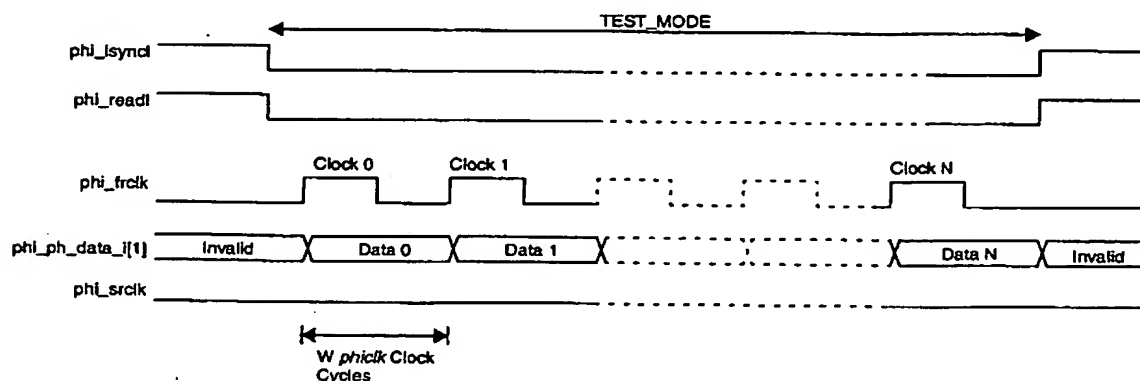 TEST_MODE
phi_lsyncl
phi_readl
Clock 0
Clock 1
Clock N
phi_frclk
phi_ph_data_i[1]
Invalid
Data 0
Data 1
Data N
Invalid
phi_srclk
W phiclk Clock
Cycles